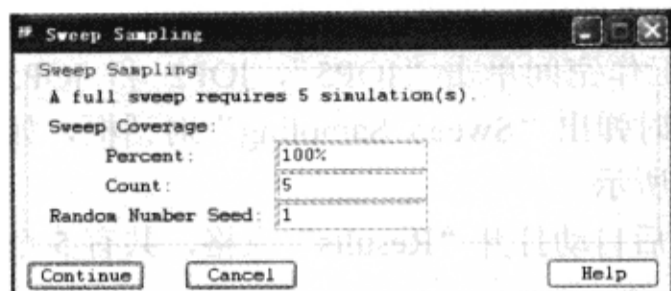 Sweep Sampling
Sweep Sampling
A full sweep requires 5 simulation(s).
Sweep Coverage:
Percent: 100%
Count: 5
Random Number Seed: 1
Continue Cancel Help